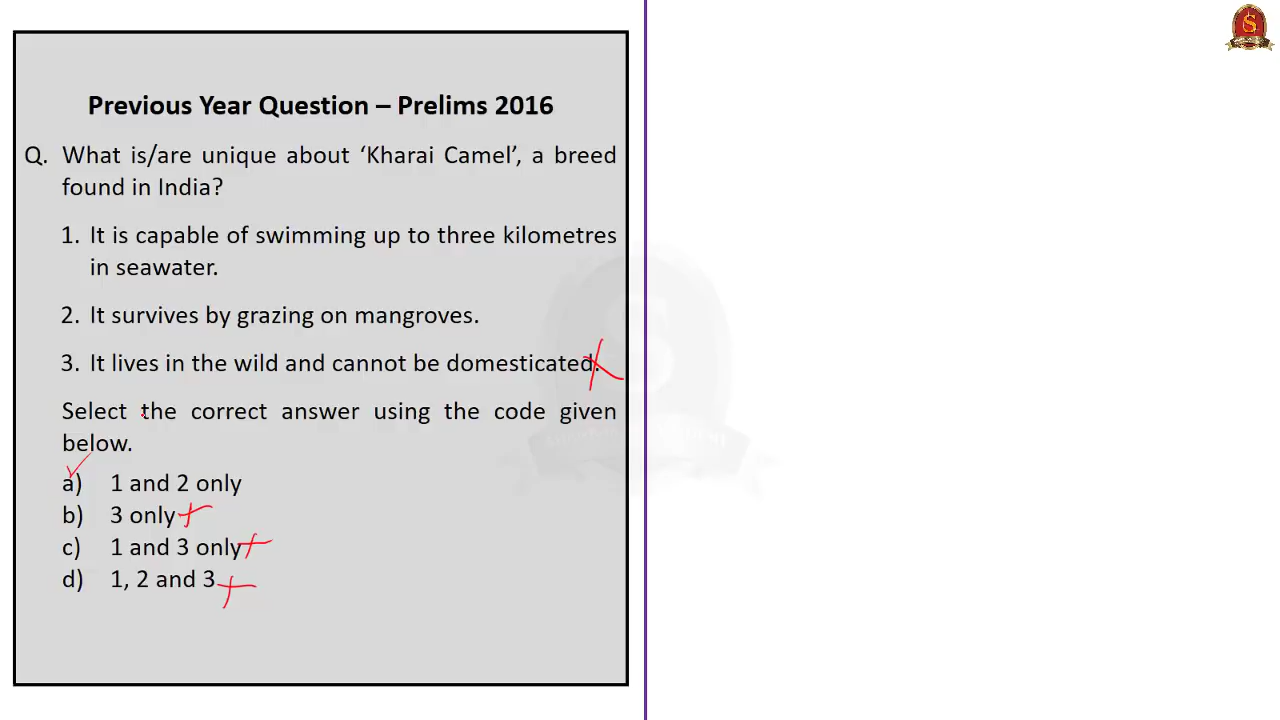 Previous Year Question – Prelims 2016
Q. What is/are unique about ‘Kharai Camel’, a breed
found in India?
1. It is capable of swimming up to three kilometres
in seawater.
2. It survives by grazing on mangroves.
3. It lives in the wild and cannot be domesticated.
Select the correct answer using the code given
below.
a) 1 and 2 only
b) 3 only
c) 1 and 3 only
d) 1, 2 and 3